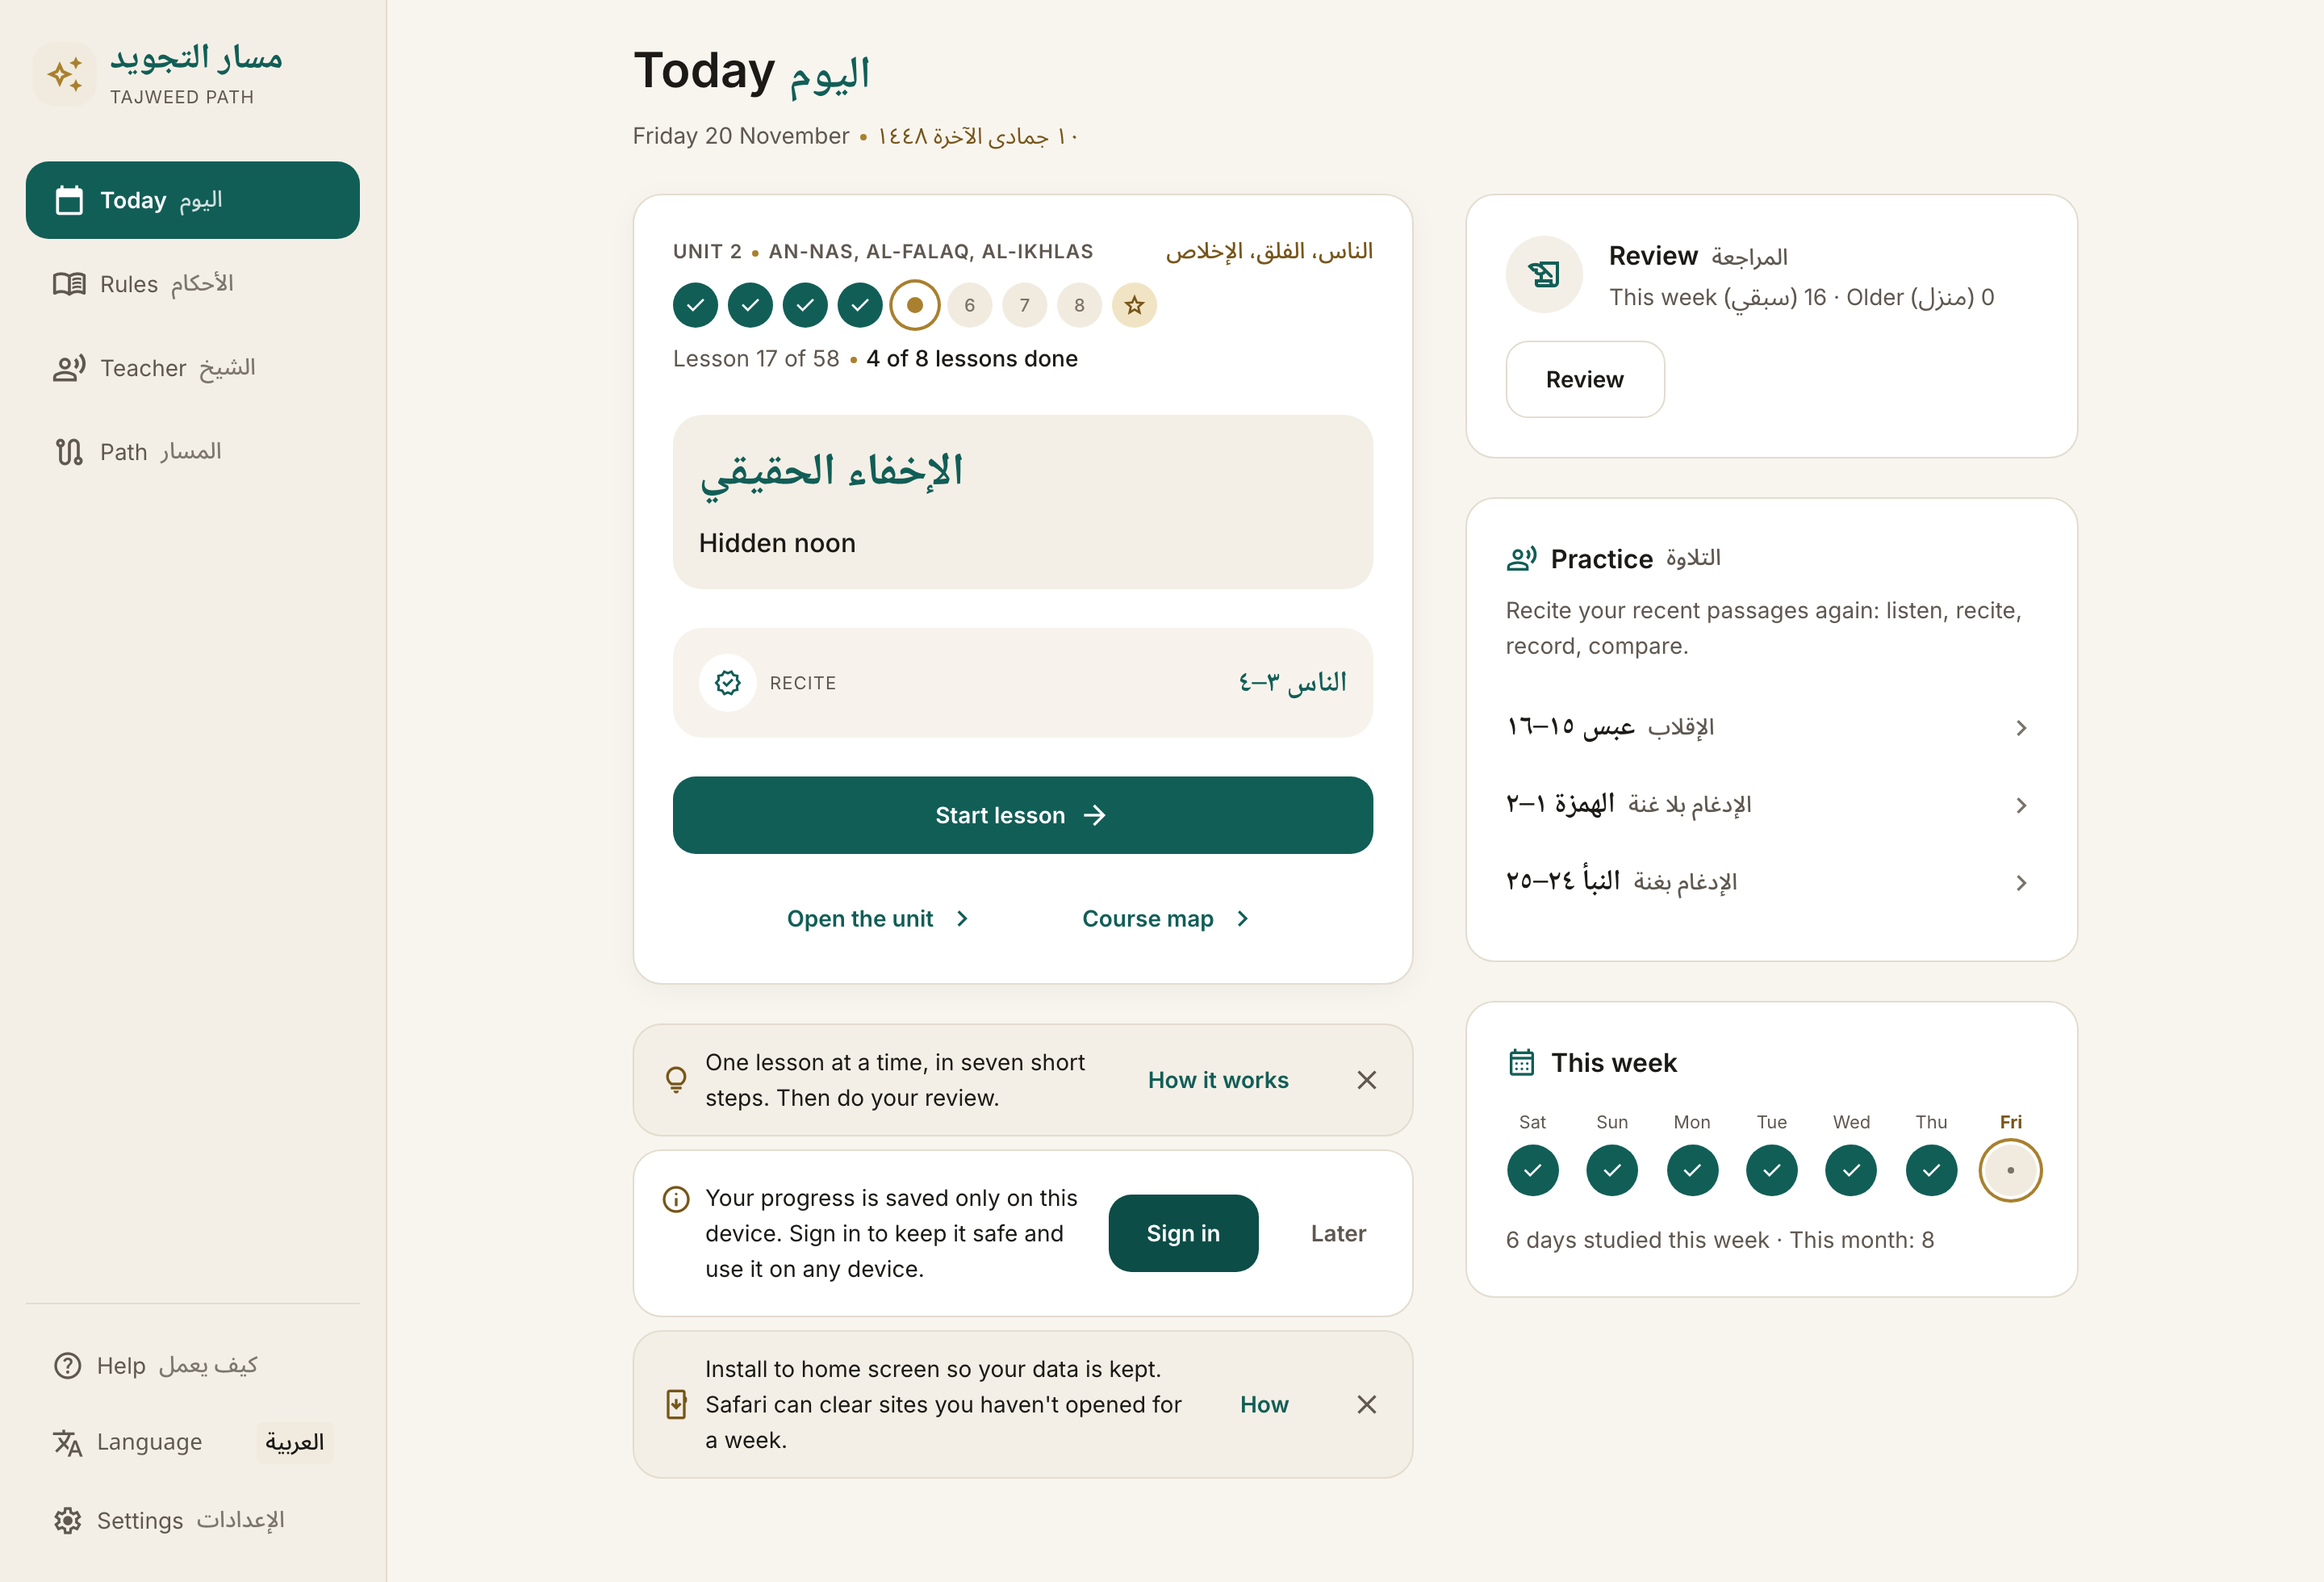 مسار التجويد
TAJWEED PATH
Today اليوم
Rules الأحكام
Teacher الشيخ
Path المسار
Help كيف يعمل
Language العربية
Settings الإعدادات
Today اليوم
Friday 20 November • ١٠ جمادى الآخرة ١٤٤٨
UNIT 2 • AN-NAS, AL-FALAQ, AL-IKHLAS الناس، الفلق، الإخلاص
6 7 8
Lesson 17 of 58 • 4 of 8 lessons done
الإخفاء الحقيقي
Hidden noon
RECITE الناس ٣–٤
Start lesson
Open the unit
Course map
One lesson at a time, in seven short
steps. Then do your review.
How it works
Your progress is saved only on this
device. Sign in to keep it safe and
use it on any device.
Sign in
Later
Install to home screen so your data is kept.
Safari can clear sites you haven't opened for
a week.
How
Review المراجعة
This week (سبقي) 16 · Older (منزل) 0
Review
Practice التلاوة
Recite your recent passages again: listen, recite,
record, compare.
عبس ١٥–١٦ الإقلاب
الهمزة ١–٢ الإدغام بلا غنة
النبأ ٢٤–٢٥ الإدغام بغنة
This week
Sat Sun Mon Tue Wed Thu Fri
6 days studied this week · This month: 8